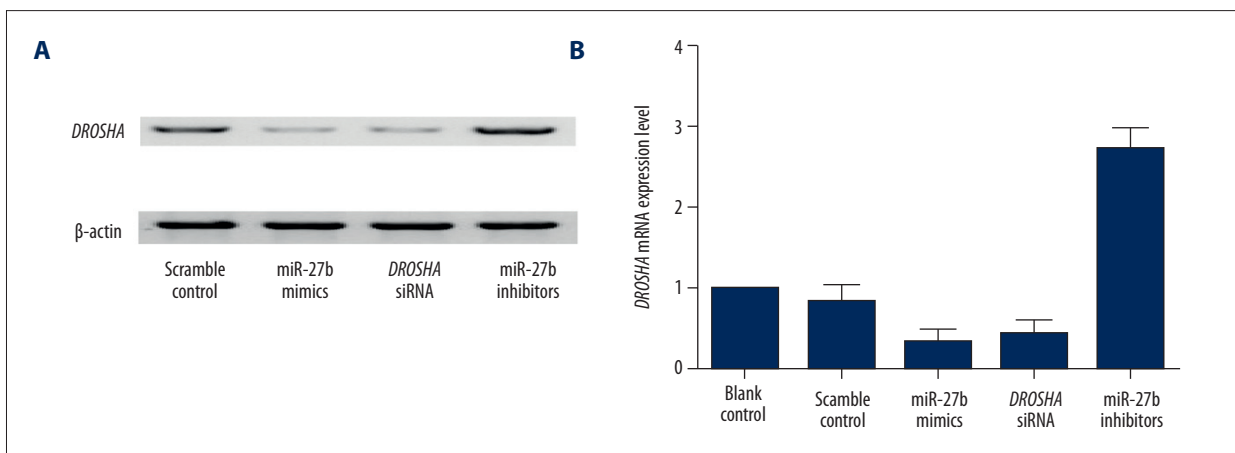 A
DROSHA
β-actin
Scramble
control
miR-27b
mimics
DROSHA
siRNA
miR-27b
inhibitors
B
DROSHA mRNA expression level
4
3
2
1
0
Blank
control
Scamble
control
miR-27b
mimics
DROSHA
siRNA
miR-27b
inhibitors